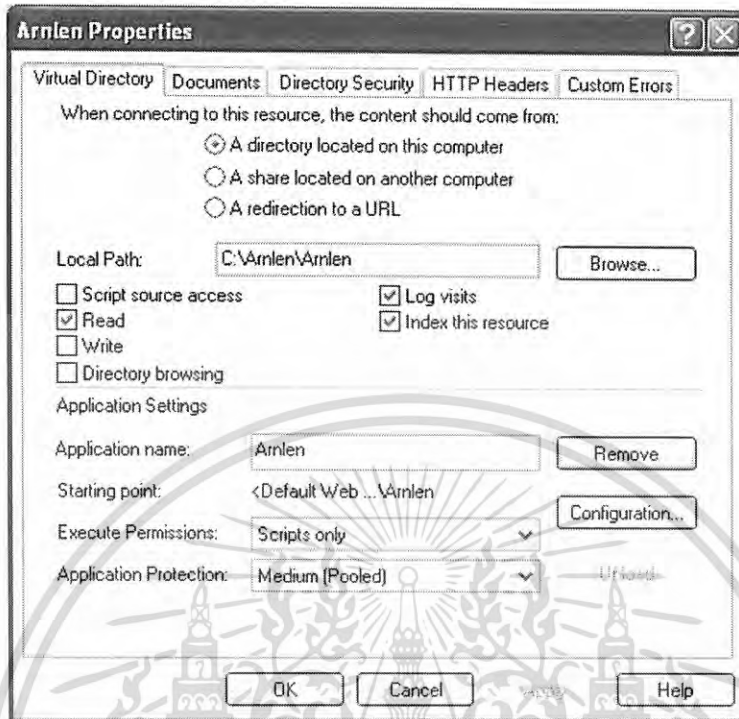 Arnlen Properties
Virtual Directory Documents Directory Security HTTP Headers Custom Errors
When connecting to this resource, the content should come from:
A directory located on this computer
A share located on another computer
A redirection to a URL
Local Path: C:\Arnlen\Arnlen Browse...
Script source access Log visits
Read Index this resource
Write
Directory browsing
Application Settings
Application name: Arnlen Remove
Starting point: <Default Web ...\Arnlen
Configuration...
Execute Permissions: Scripts only
Application Protection: Medium (Pooled) Unload
OK Cancel Apply Help